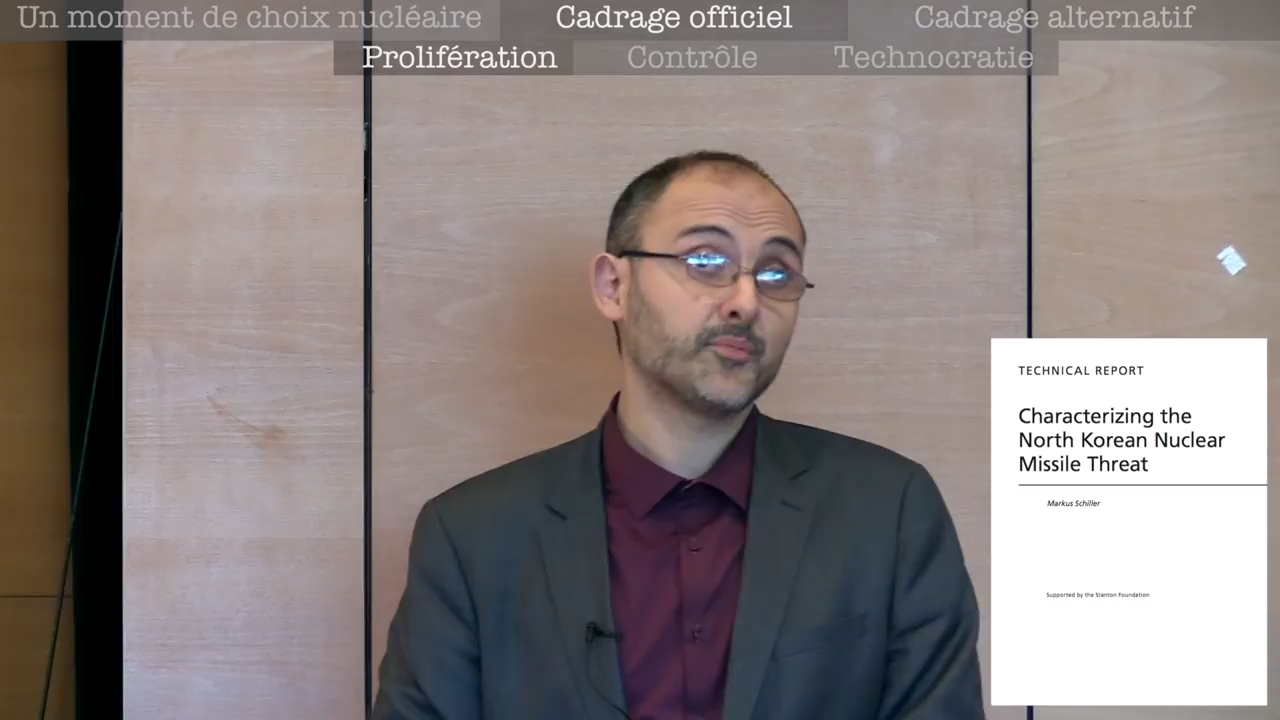 Un moment de choix nucléaire
Cadrage officiel
Cadrage alternatif
Prolifération
Contrôle
Technocratie
TECHNICAL REPORT
Characterizing the
North Korean Nuclear
Missile Threat
Markus Schiller
Supported by the Stanton Foundation